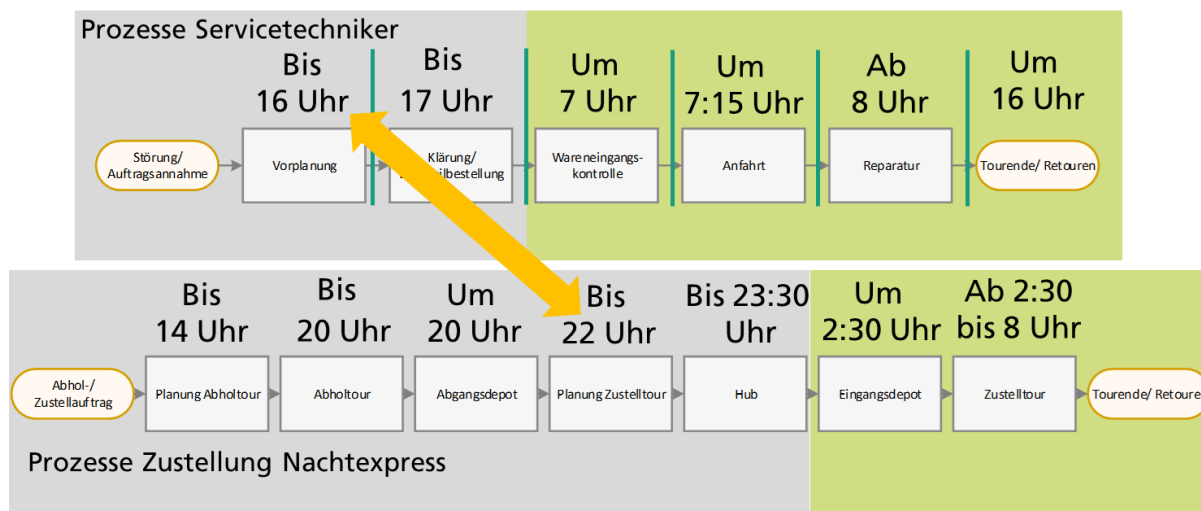 Prozesse Servicetechniker
Bis
16 Uhr
Bis
17 Uhr
Um
7 Uhr
Um
7:15 Uhr
Ab
8 Uhr
Um
16 Uhr
Störung/
Auftragsannahme
Vorplanung
Klärung/
ilbestellung
Wareneingangs-
kontrolle
Anfahrt
Reparatur
Tourende/ Retouren
Bis
14 Uhr
Bis
20 Uhr
Um
20 Uhr
Bis
22 Uhr
Bis 23:30
Uhr
Um
2:30 Uhr
Ab 2:30
bis 8 Uhr
Abhol-/
Zustellauftrag
Planung Abholtour
Abholtour
Abgangsdepot
Planung Zustelltour
Hub
Eingangsdepot
Zustelltour
Tourende/ Retoure
Prozesse Zustellung Nachtexpress